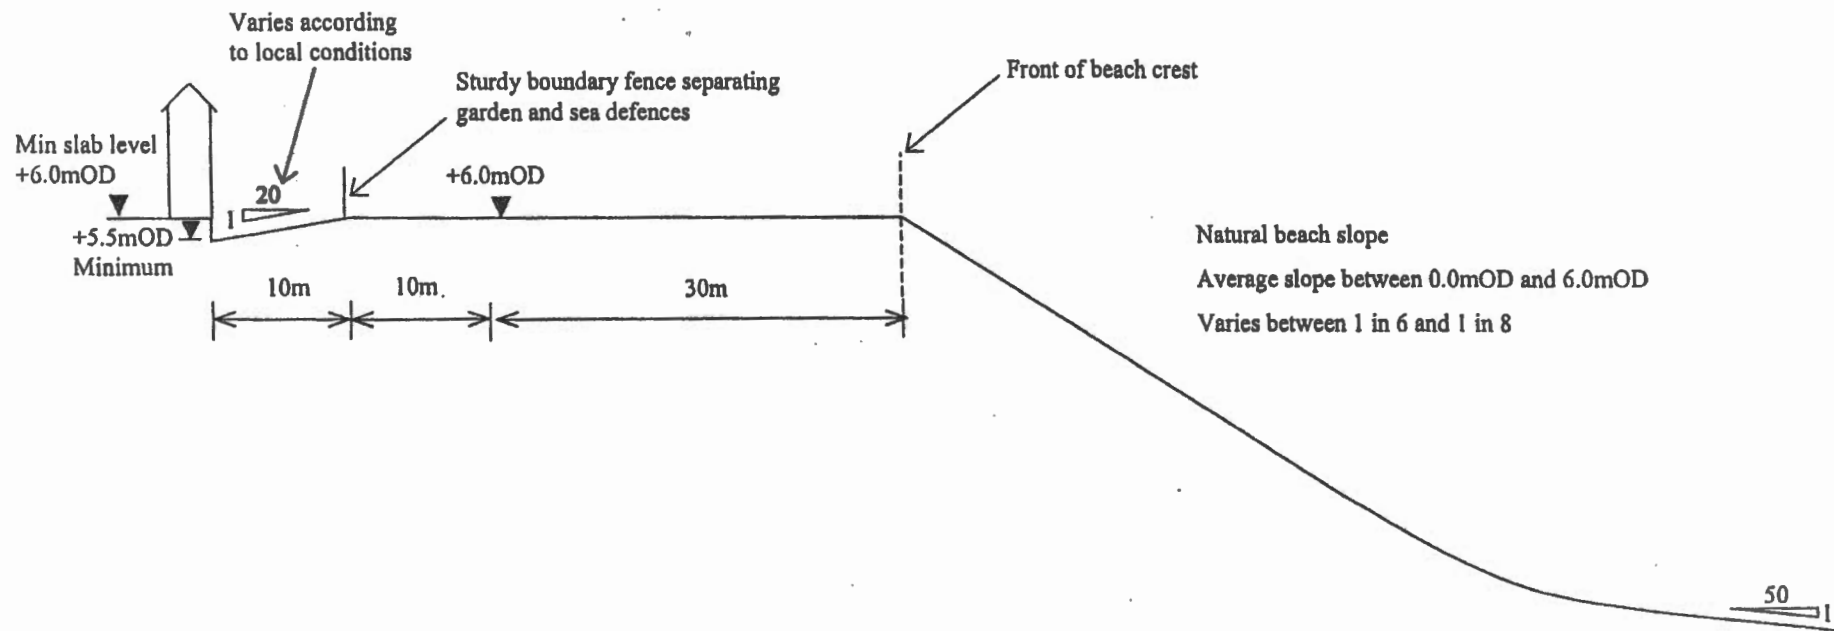 Varies according
to local conditions
Sturdy boundary fence separating
garden and sea defences
Front of beach crest
Min slab level
+6.0mOD
+6.0mOD
20
1
+5.5mOD
Minimum
10m
10m.
30m
Natural beach slope
Average slope between 0.0mOD and 6.0mOD
Varies between 1 in 6 and 1 in 8
50
1